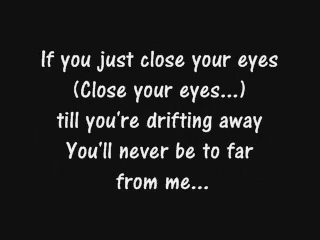 If you just close your eyes
(Close your eyes...)
till you're drifting away
You'll never be to far
from me...